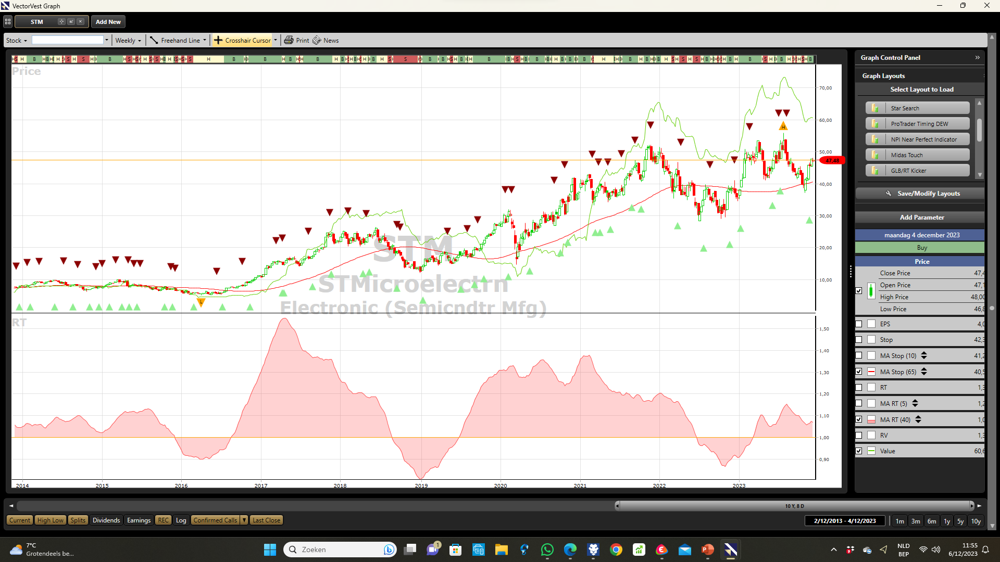 VectorVest Graph
STM
Add New
Stock
Weekly
Freehand Line
Crosshair Cursor
Print
News
Price
70,00
60,00
50,00
47,48
40,00
30,00
20,00
10,00
H
L
STM
STMicroelectrn
Electronic (Semicndtr Mfg)
RT
1,50
1,40
1,30
1,20
1,10
1,00
0,90
2014 2015 2016 2017 2018 2019 2020 2021 2022 2023
Graph Control Panel
Graph Layouts
Select Layout to Load
Star Search
ProTrader Timing DEW
NPI Near Perfect Indicator
Midas Touch
GLB/RT Kicker
Save/Modify Layouts
Add Parameter
maandag 4 december 2023
Buy
Price
Close Price 47,4
Open Price 47,1
High Price 48,00
Low Price 46,8
EPS 4,0
Stop 42,3
MA Stop (10) 41,2
MA Stop (65) 40,5
RT 1,3
MA RT (5) 1,2
MA RT (40) 1,0
RV 1,3
Value 60,6
10 Y, 8 D
Current High Low Splits Dividends Earnings REC Log Confirmed Calls Last Close
2/12/2013 - 4/12/2023
1m 3m 6m 1y 5y 10y
7°C
Grotendeels be...
Zoeken
1
9
NLD
BEP
11:55
6/12/2023